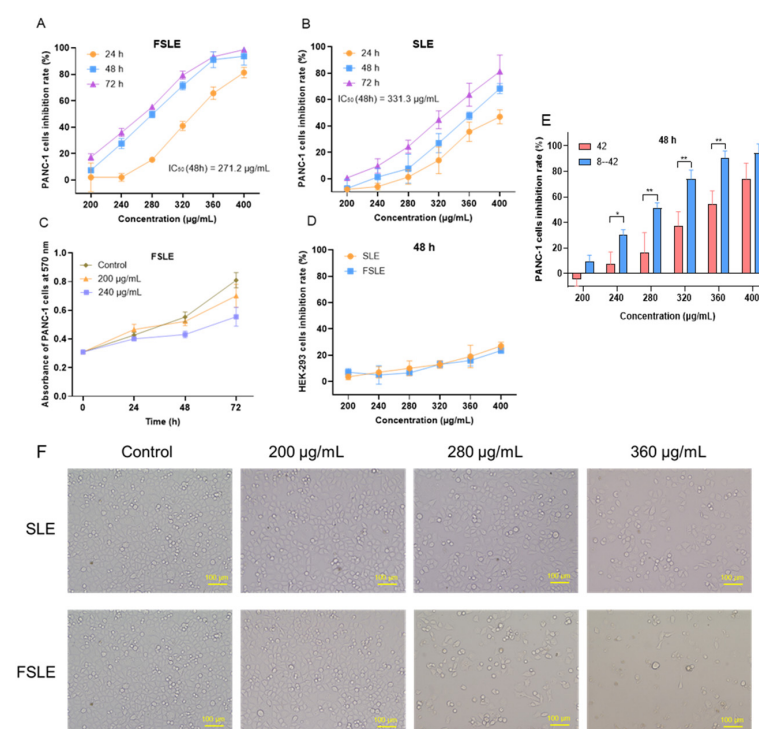 A
FSLE
24 h
48 h
72 h
PANC-1 cells inhibition rate (%)
100
80
60
40
20
0
IC50 (48h) = 271.2 µg/mL
200 240 280 320 360 400
Concentration (µg/mL)
B
SLE
24 h
48 h
72 h
PANC-1 cells inhibition rate (%)
100
80
60
40
20
0
IC50 (48h) = 331.3 µg/mL
200 240 280 320 360 400
Concentration (µg/mL)
C
FSLE
Control
200 µg/mL
240 µg/mL
Absorbance of PANC-1 cells at 570 nm
1.0
0.8
0.6
0.4
0.2
0.0
0 24 48 72
Time (h)
D
48 h
SLE
FSLE
HEK-293 cells inhibition rate (%)
100
80
60
40
20
0
200 240 280 320 360 400
Concentration (µg/mL)
E
48 h
42
8--42
PANC-1 cells inhibition rate (%)
100
80
60
40
20
0
* ** ** **
200 240 280 320 360 400
Concentration (µg/mL)
F
Control 200 µg/mL 280 µg/mL 360 µg/mL
SLE
100 µm 100 µm 100 µm 100 µm
FSLE
100 µm 100 µm 100 µm 100 µm